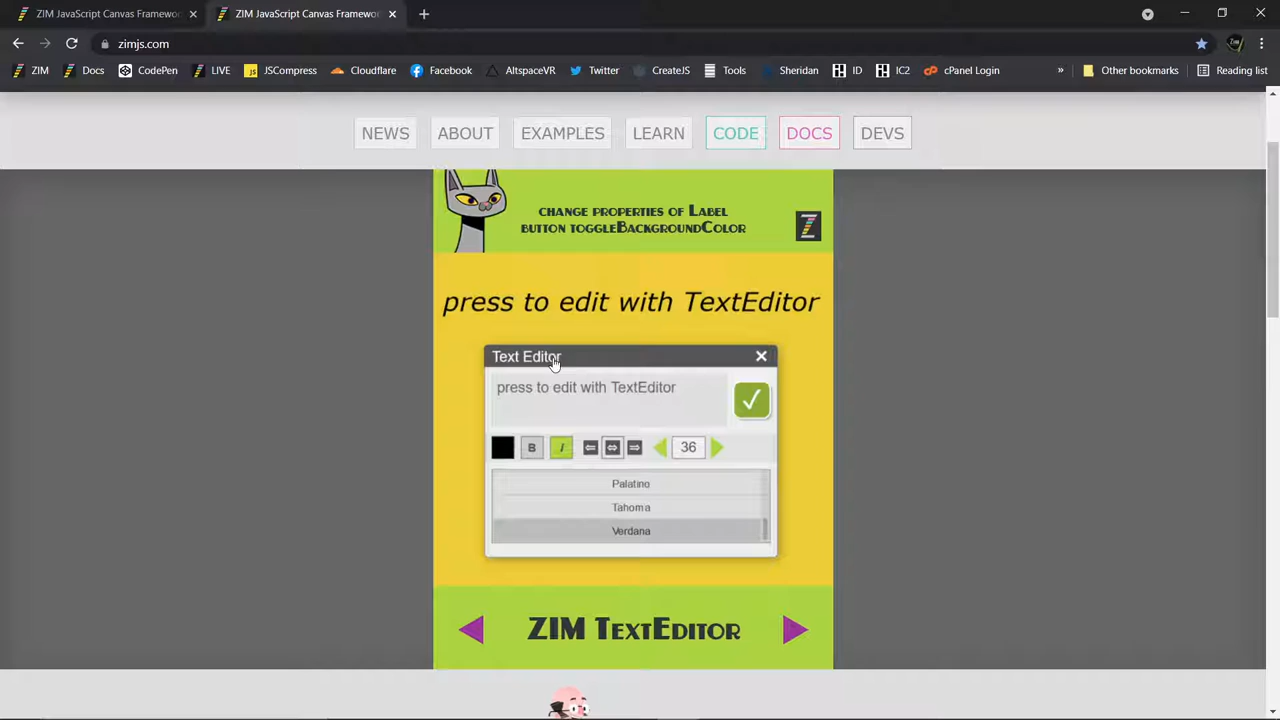 ZIM JavaScript Canvas Framewor
ZIM JavaScript Canvas Framewor
zimjs.com
ZIM
Docs
CodePen
LIVE
JSCompress
Cloudflare
Facebook
AltspaceVR
Twitter
CreateJS
Tools
Sheridan
ID
IC2
cPanel Login
»
Other bookmarks
Reading list
NEWS
ABOUT
EXAMPLES
LEARN
CODE
DOCS
DEVS
CHANGE PROPERTIES OF LABEL
BUTTON TOGGLEBACKGROUNDCOLOR
press to edit with TextEditor
Text Editor
press to edit with TextEditor
B
I
36
Palatino
Tahoma
Verdana
ZIM TEXTEDITOR